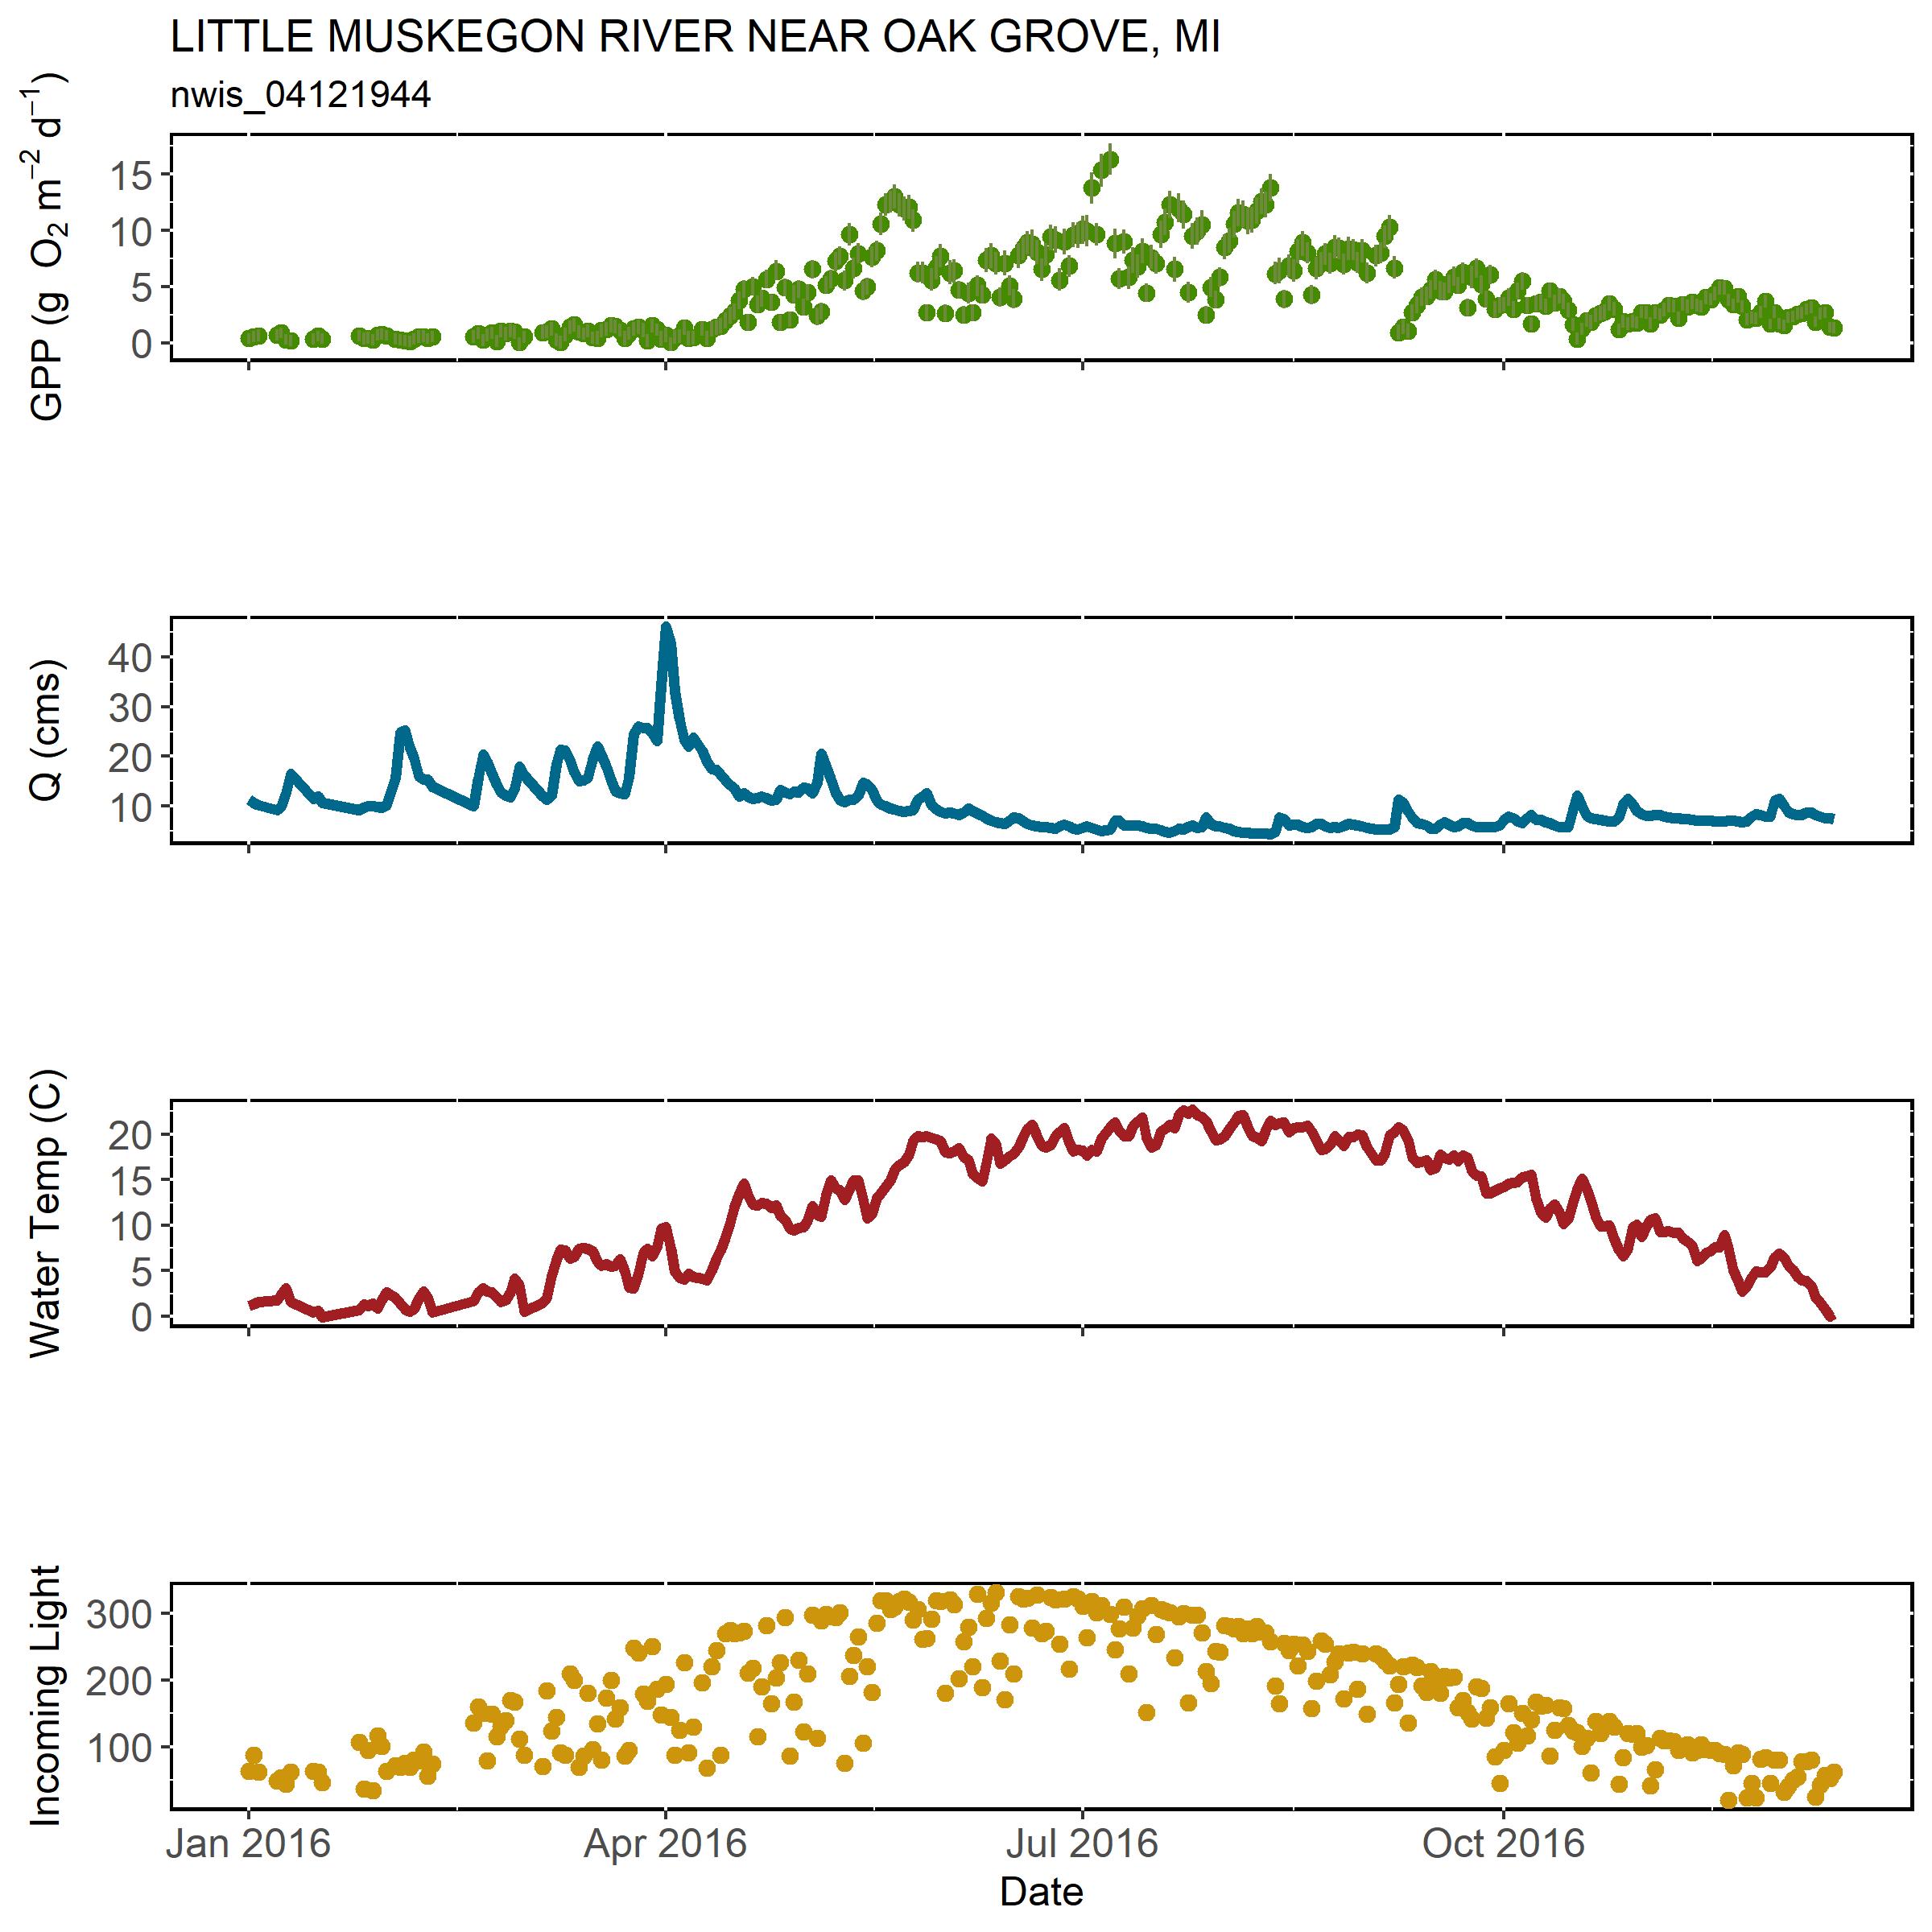 LITTLE MUSKEGON RIVER NEAR OAK GROVE, MI
nwis_04121944
GPP (g O₂ m⁻² d⁻¹)
15
10
5
0
Q (cms)
40
30
20
10
Water Temp (C)
20
15
10
5
0
Incoming Light
300
200
100
Jan 2016 Apr 2016 Jul 2016 Oct 2016
Date